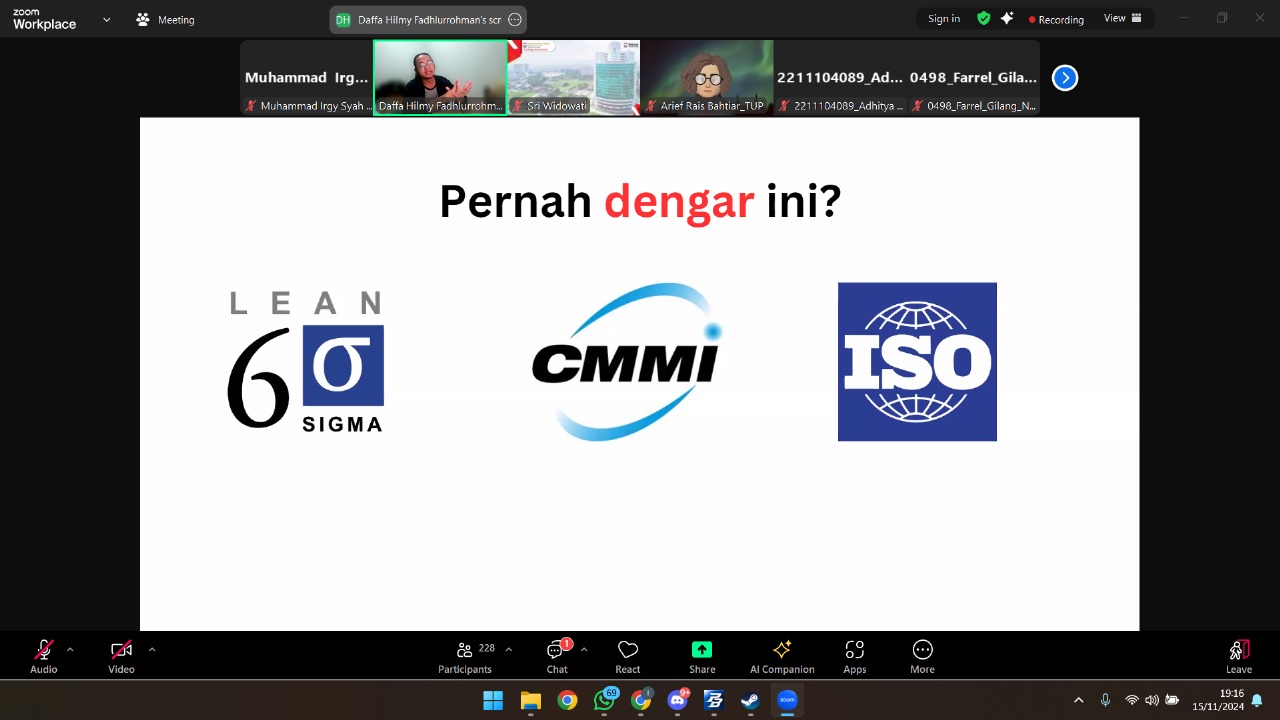 zoom
Workplace
Meeting
DH Daffa Hilmy Fadhlurrohman's scr
Sign in
Recording
View
Muhammad Irg...
2211104089_Ad...
0498_Farrel_Gila...
Muhammad Irgy Syah ...
Daffa Hilmy Fadhlurrohm...
Sri Widowati
Arief Rais Bahtiar_TUP
2211104089_Adhitya ...
0498_Farrel_Gilang_N...
Pernah dengar ini?
LEAN
6 σ
SIGMA
CMMI
ISO
Audio
Video
228
Participants
1
Chat
React
Share
AI Companion
Apps
More
Leave
69
9+
zoom
19:16
15/11/2024